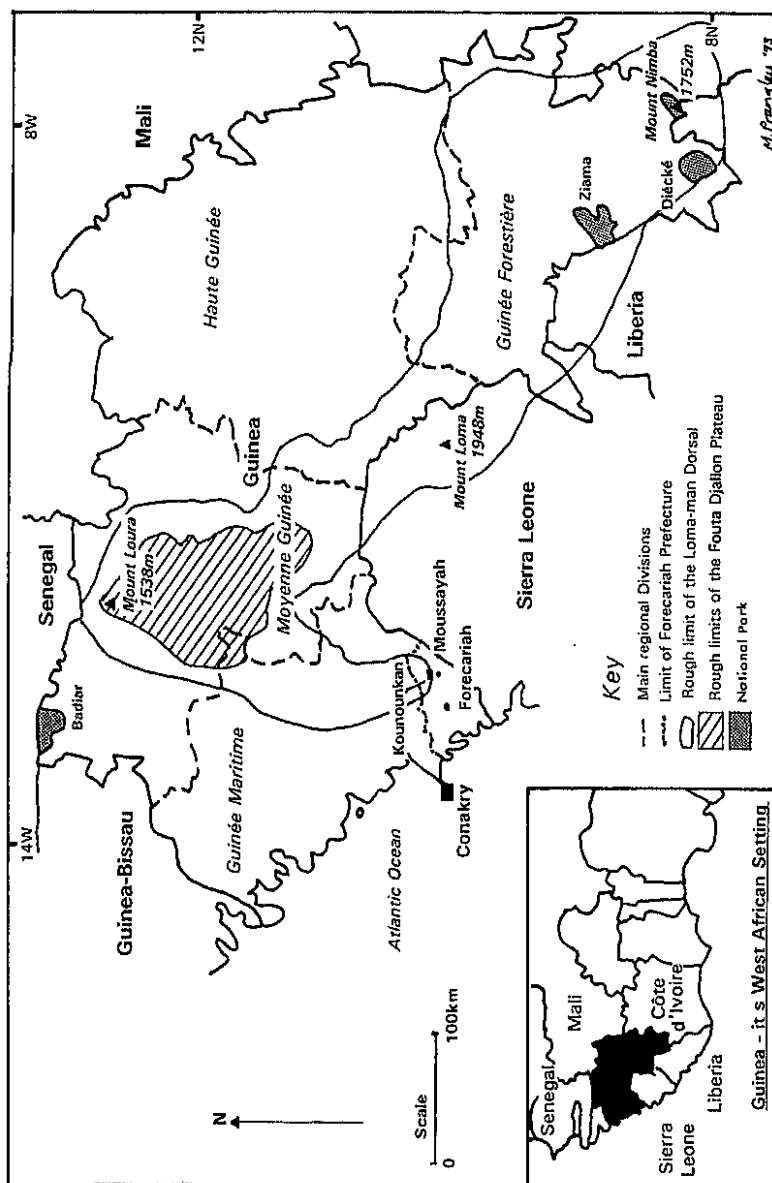 8W
14W
12N
8N
Mali
Senegal
Guinea-Bissau
Badiar
Mount Loura
1538m
Haute Guinée
Guinea
Guinée Maritime
Moyenne Guinée
Kounounkan
Moussayah
Forecariah
Conakry
Atlantic Ocean
Mount Loma
1948m
Sierra Leone
Guinée Forestière
Liberia
Ziama
Diécké
Mount Nimba
1752m
N
Scale
0
100km
Key
Main regional Divisions
Limit of Forecariah Prefecture
Rough limit of the Loma-man Dorsal
Rough limits of the Fouta Djallon Plateau
National Park
Senegal
Mali
Côte
d'Ivoire
Sierra
Leone
Liberia
Guinea - it s West African Setting